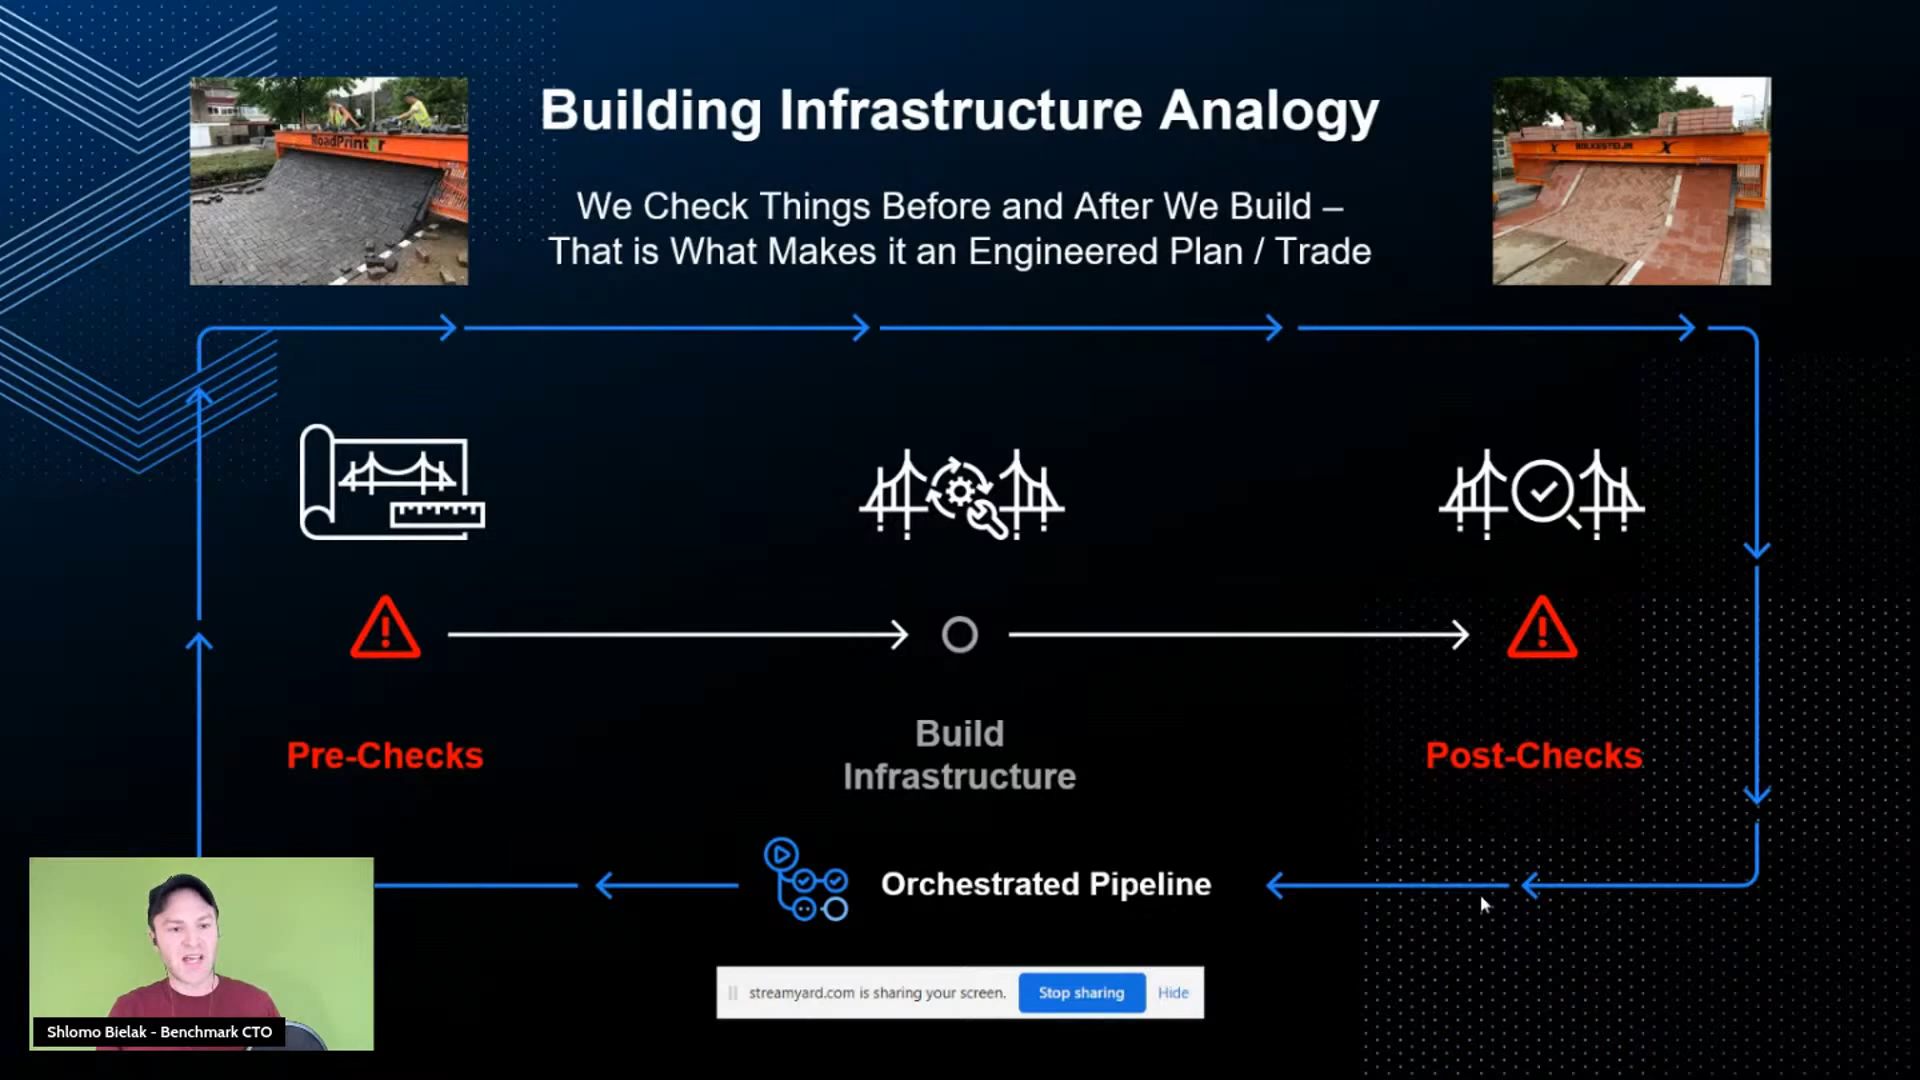 Building Infrastructure Analogy
We Check Things Before and After We Build –
That is What Makes it an Engineered Plan / Trade
RoadPrinter
Pre-Checks
Build
Infrastructure
Post-Checks
Orchestrated Pipeline
streamyard.com is sharing your screen.
Stop sharing
Hide
Shlomo Bielak - Benchmark CTO